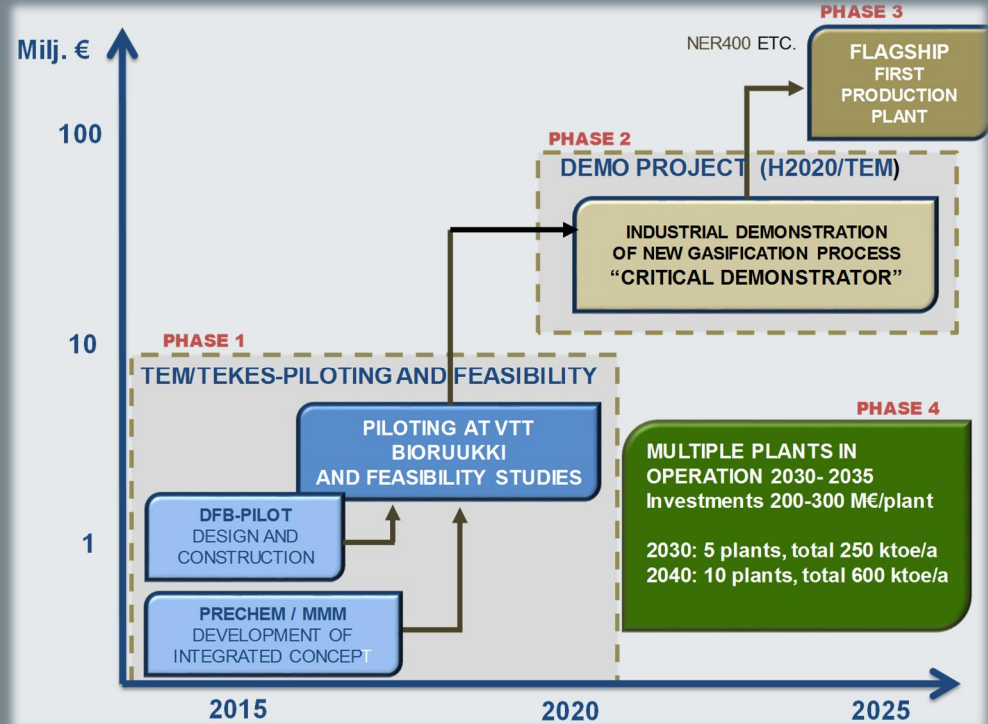 PHASE 3
Milj. €
NER400 ETC.
FLAGSHIP
FIRST
PRODUCTION
PLANT
100
PHASE 2
DEMO PROJECT (H2020/TEM)
INDUSTRIAL DEMONSTRATION
OF NEW GASIFICATION PROCESS
“CRITICAL DEMONSTRATOR”
10
PHASE 1
TEM/TEKES-PILOTING AND FEASIBILITY
PILOTING AT VTT
BIORUUKKI
AND FEASIBILITY STUDIES
PHASE 4
MULTIPLE PLANTS IN
OPERATION 2030- 2035
Investments 200-300 M€/plant
2030: 5 plants, total 250 ktoe/a
2040: 10 plants, total 600 ktoe/a
1
DFB-PILOT
DESIGN AND
CONSTRUCTION
PRECHEM / MMM
DEVELOPMENT OF
INTEGRATED CONCEPT
2015
2020
2025